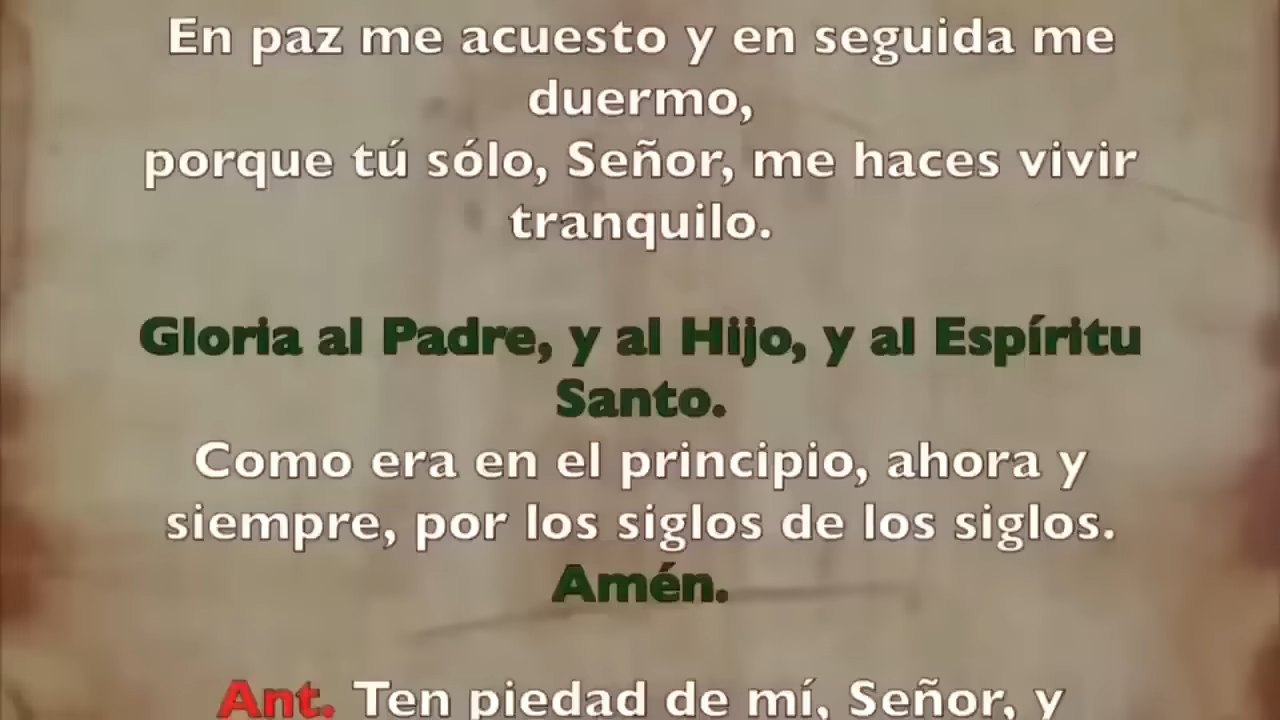 En paz me acuesto y en seguida me
duermo,
porque tú sólo, Señor, me haces vivir
tranquilo.
Gloria al Padre, y al Hijo, y al Espíritu
Santo.
Como era en el principio, ahora y
siempre, por los siglos de los siglos.
Amén.
Ant. Ten piedad de mí, Señor, y